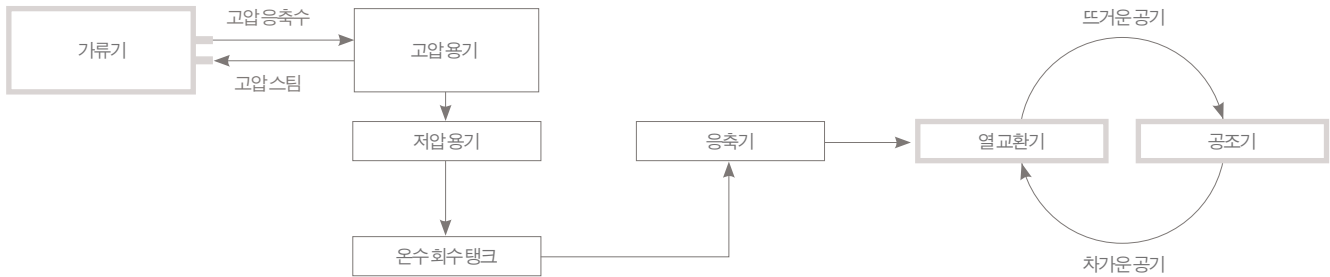 고압 응축수
가류기
고압 용기
고압 스팀
저압 용기
온수 회수 탱크
응축기
뜨거운 공기
열 교환기
공조기
차가운 공기